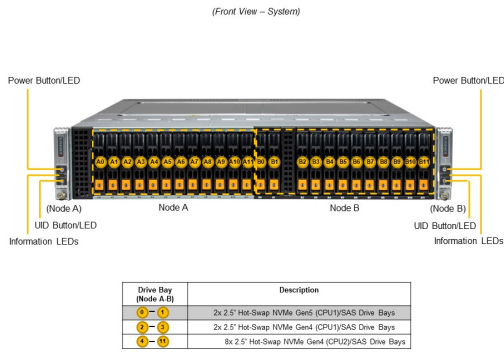 (Front View – System)
Power Button/LED
Power Button/LED
A0 A1 A2 A3 A4 A5 A6 A7 A8 A9 A10 A11 B0 B1 B2 B3 B4 B5 B6 B7 B8 B9 B10 B11
(Node A)
Node A
Node B
(Node B)
UID Button/LED
UID Button/LED
Information LEDs
Information LEDs
Drive Bay
(Node A-B)
Description
0 – 1
2x 2.5" Hot-Swap NVMe Gen5 (CPU1)/SAS Drive Bays
2 – 3
2x 2.5" Hot-Swap NVMe Gen4 (CPU1)/SAS Drive Bays
4 – 11
8x 2.5" Hot-Swap NVMe Gen4 (CPU2)/SAS Drive Bays